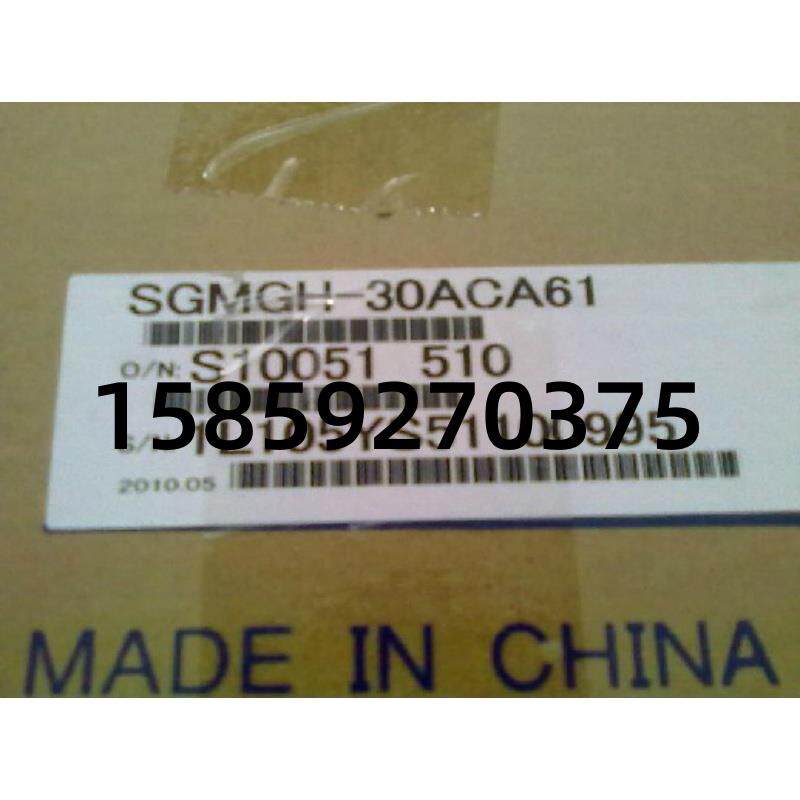 SGMGH-30ACA61
O/N: S10051 510
15859270375
S/N
2010.05
MADE IN CHINA